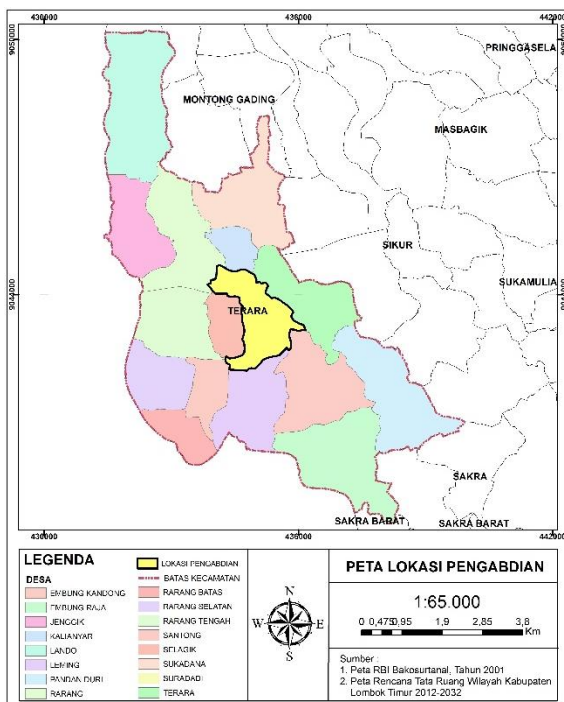 430000
436000
442000
9050000
9050000
PRINGGASELA
MONTONG GADING
MASBAGIK
SIKUR
SUKAMULIA
9044000
TERARA
SAKRA
SAKRA BARAT
SAKRA BARAT
430000
436000
442000
LEGENDA
DESA
EMBUNG KANDONG
EMBUNG RAJA
JENGGIK
KALIANYAR
LANDO
LEMING
PANDAN DURI
RARANG
LOKASI PENGABDIAN
BATAS KECAMATAN
RARANG BATAS
RARANG SELATAN
RARANG TENGAH
SANTONG
SELAGIK
SUKADANA
SURADADI
TERARA
N
W E
S
PETA LOKASI PENGABDIAN
1:65.000
0 0,475 0,95 1,9 2,85 3,8
Km
Sumber :
1. Peta RBI Bakosurtanal, Tahun 2001
2. Peta Rencana Tata Ruang Wilayah Kabupaten
Lombok Timur 2012-2032